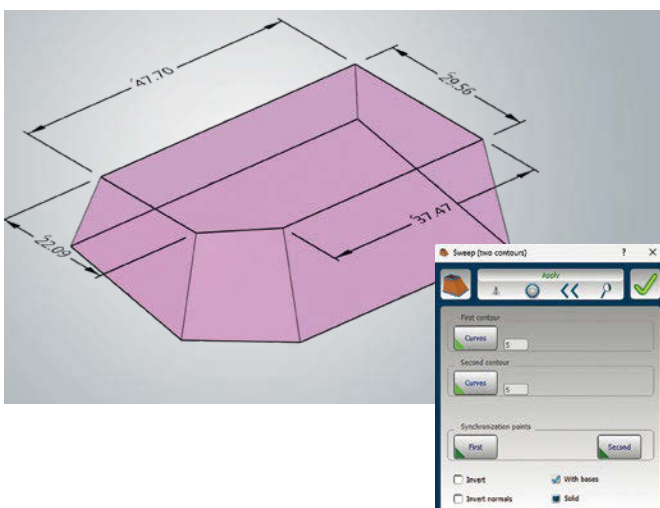 47.70
29.56
37.47
22.09
Sweep (two contours) ? ×
Apply
First contour
Curves 5
Second contour
Curves 5
Synchronization points
First Second
Invert With bases
Invert normals Solid